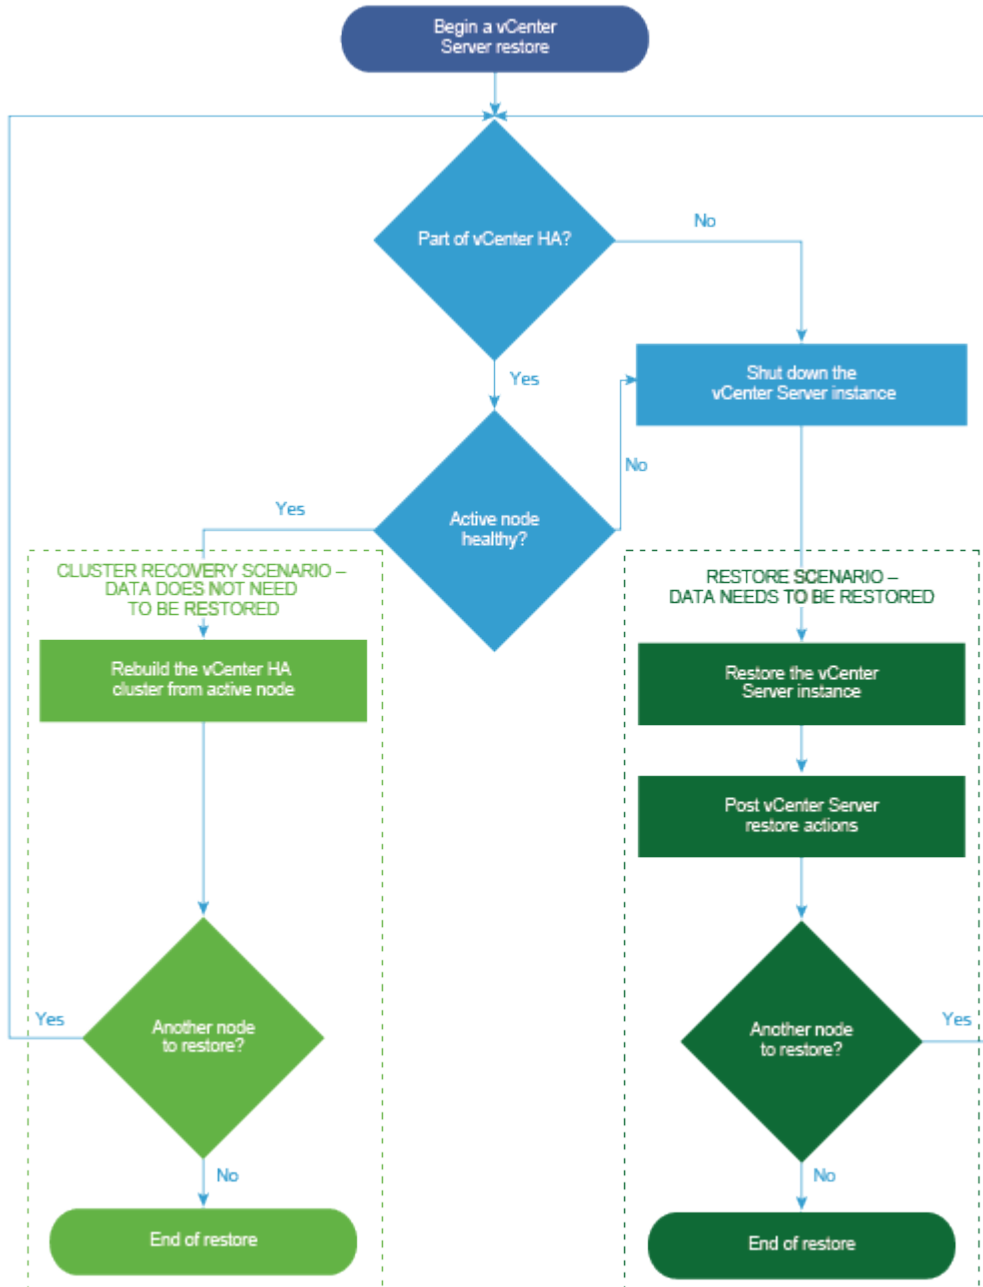 Begin a vCenter
Server restore
Part of vCenter HA?
No
Yes
Shut down the
vCenter Server instance
No
Yes
Active node
healthy?
CLUSTER RECOVERY SCENARIO –
DATA DOES NOT NEED
TO BE RESTORED
RESTORE SCENARIO –
DATA NEEDS TO BE RESTORED
Rebuild the vCenter HA
cluster from active node
Restore the vCenter
Server instance
Post vCenter Server
restore actions
Yes
Another node
to restore?
Another node
to restore?
Yes
No
No
End of restore
End of restore